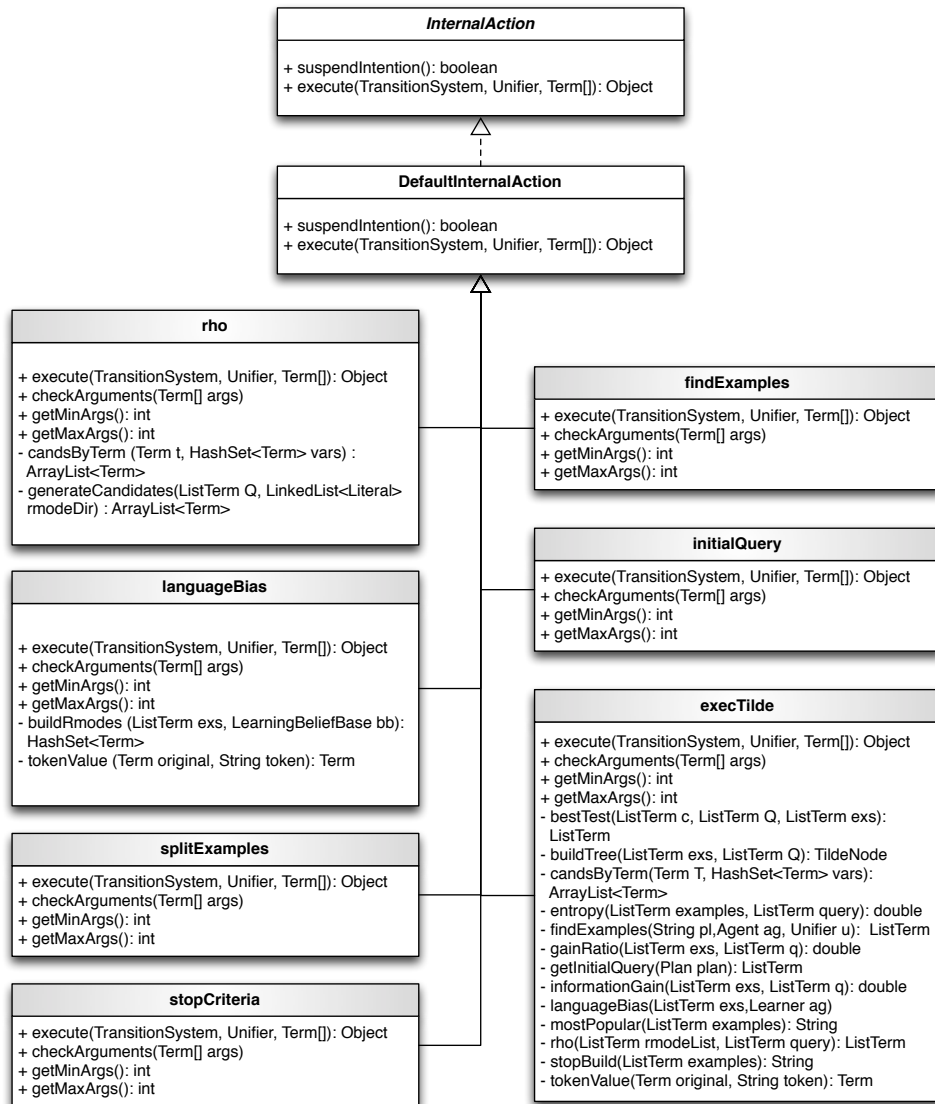 InternalAction
+ suspendIntention(): boolean
+ execute(TransitionSystem, Unifier, Term[]): Object
DefaultInternalAction
+ suspendIntention(): boolean
+ execute(TransitionSystem, Unifier, Term[]): Object
rho
+ execute(TransitionSystem, Unifier, Term[]): Object
+ checkArguments(Term[] args)
+ getMinArgs(): int
+ getMaxArgs(): int
- candsByTerm (Term t, HashSet<Term> vars) :
ArrayList<Term>
- generateCandidates(ListTerm Q, LinkedList<Literal>
rmodeDir) : ArrayList<Term>
languageBias
+ execute(TransitionSystem, Unifier, Term[]): Object
+ checkArguments(Term[] args)
+ getMinArgs(): int
+ getMaxArgs(): int
- buildRmodes (ListTerm exs, LearningBeliefBase bb):
HashSet<Term>
- tokenValue (Term original, String token): Term
splitExamples
+ execute(TransitionSystem, Unifier, Term[]): Object
+ checkArguments(Term[] args)
+ getMinArgs(): int
+ getMaxArgs(): int
stopCriteria
+ execute(TransitionSystem, Unifier, Term[]): Object
+ checkArguments(Term[] args)
+ getMinArgs(): int
+ getMaxArgs(): int
findExamples
+ execute(TransitionSystem, Unifier, Term[]): Object
+ checkArguments(Term[] args)
+ getMinArgs(): int
+ getMaxArgs(): int
initialQuery
+ execute(TransitionSystem, Unifier, Term[]): Object
+ checkArguments(Term[] args)
+ getMinArgs(): int
+ getMaxArgs(): int
execTilde
+ execute(TransitionSystem, Unifier, Term[]): Object
+ checkArguments(Term[] args)
+ getMinArgs(): int
+ getMaxArgs(): int
- bestTest(ListTerm c, ListTerm Q, ListTerm exs):
ListTerm
- buildTree(ListTerm exs, ListTerm Q): TildeNode
- candsByTerm(Term T, HashSet<Term> vars):
ArrayList<Term>
- entropy(ListTerm examples, ListTerm query): double
- findExamples(String pl,Agent ag, Unifier u): ListTerm
- gainRatio(ListTerm exs, ListTerm q): double
- getInitialQuery(Plan plan): ListTerm
- informationGain(ListTerm exs, ListTerm q): double
- languageBias(ListTerm exs,Learner ag)
- mostPopular(ListTerm examples): String
- rho(ListTerm rmodeList, ListTerm query): ListTerm
- stopBuild(ListTerm examples): String
- tokenValue(Term original, String token): Term